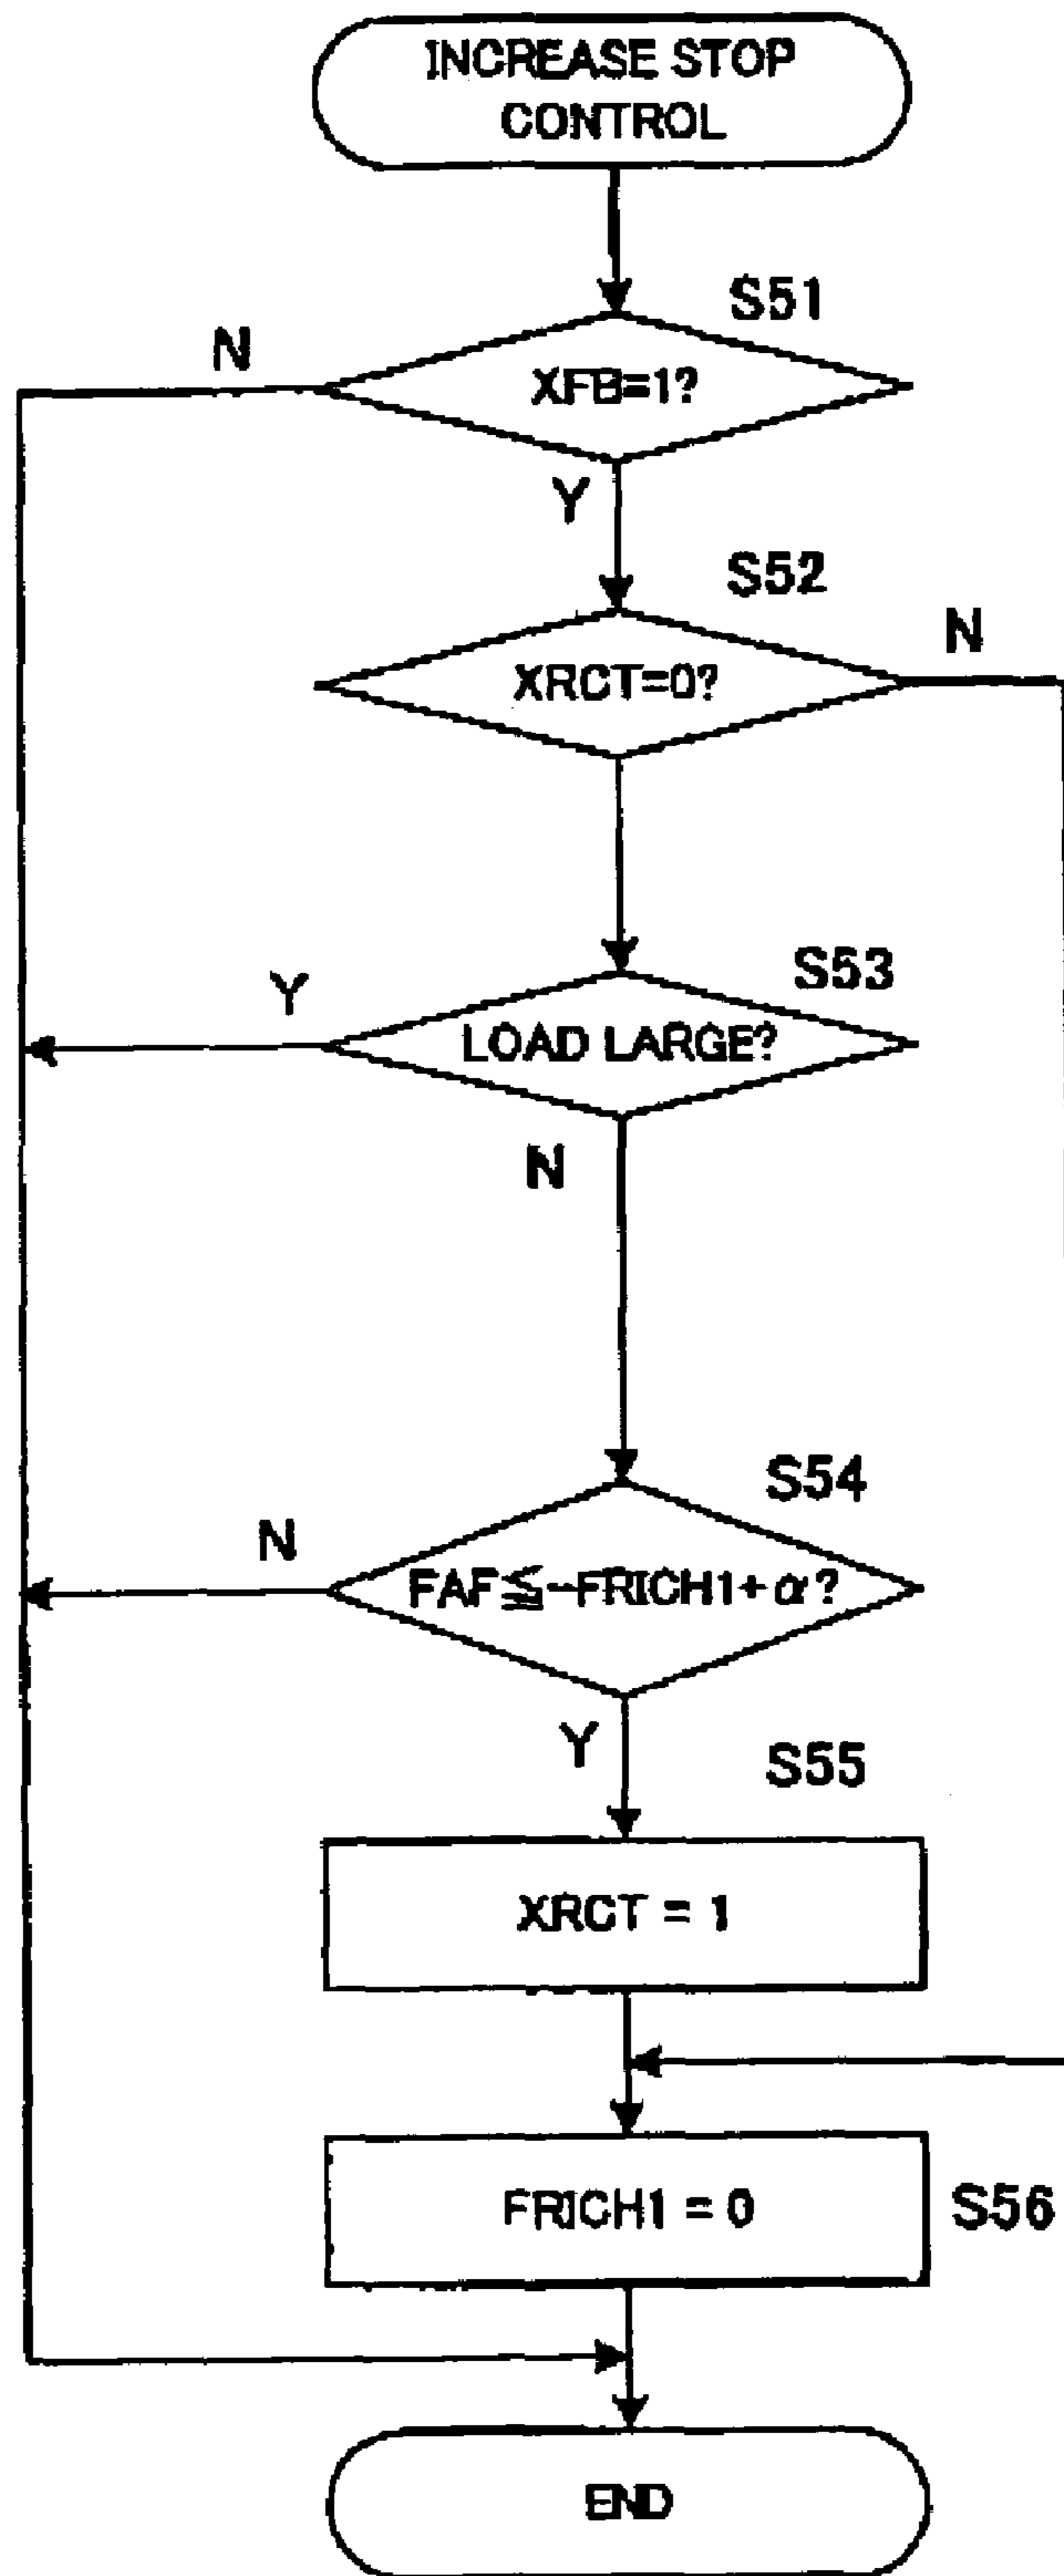 INCREASE STOP
CONTROL
S51
N
XFB=1?
Y
S52
N
XRCT=0?
S53
Y
LOAD LARGE?
N
S54
N
FAF≦-FRICH1+α?
Y
S55
XRCT = 1
FRICH1 = 0
S56
END